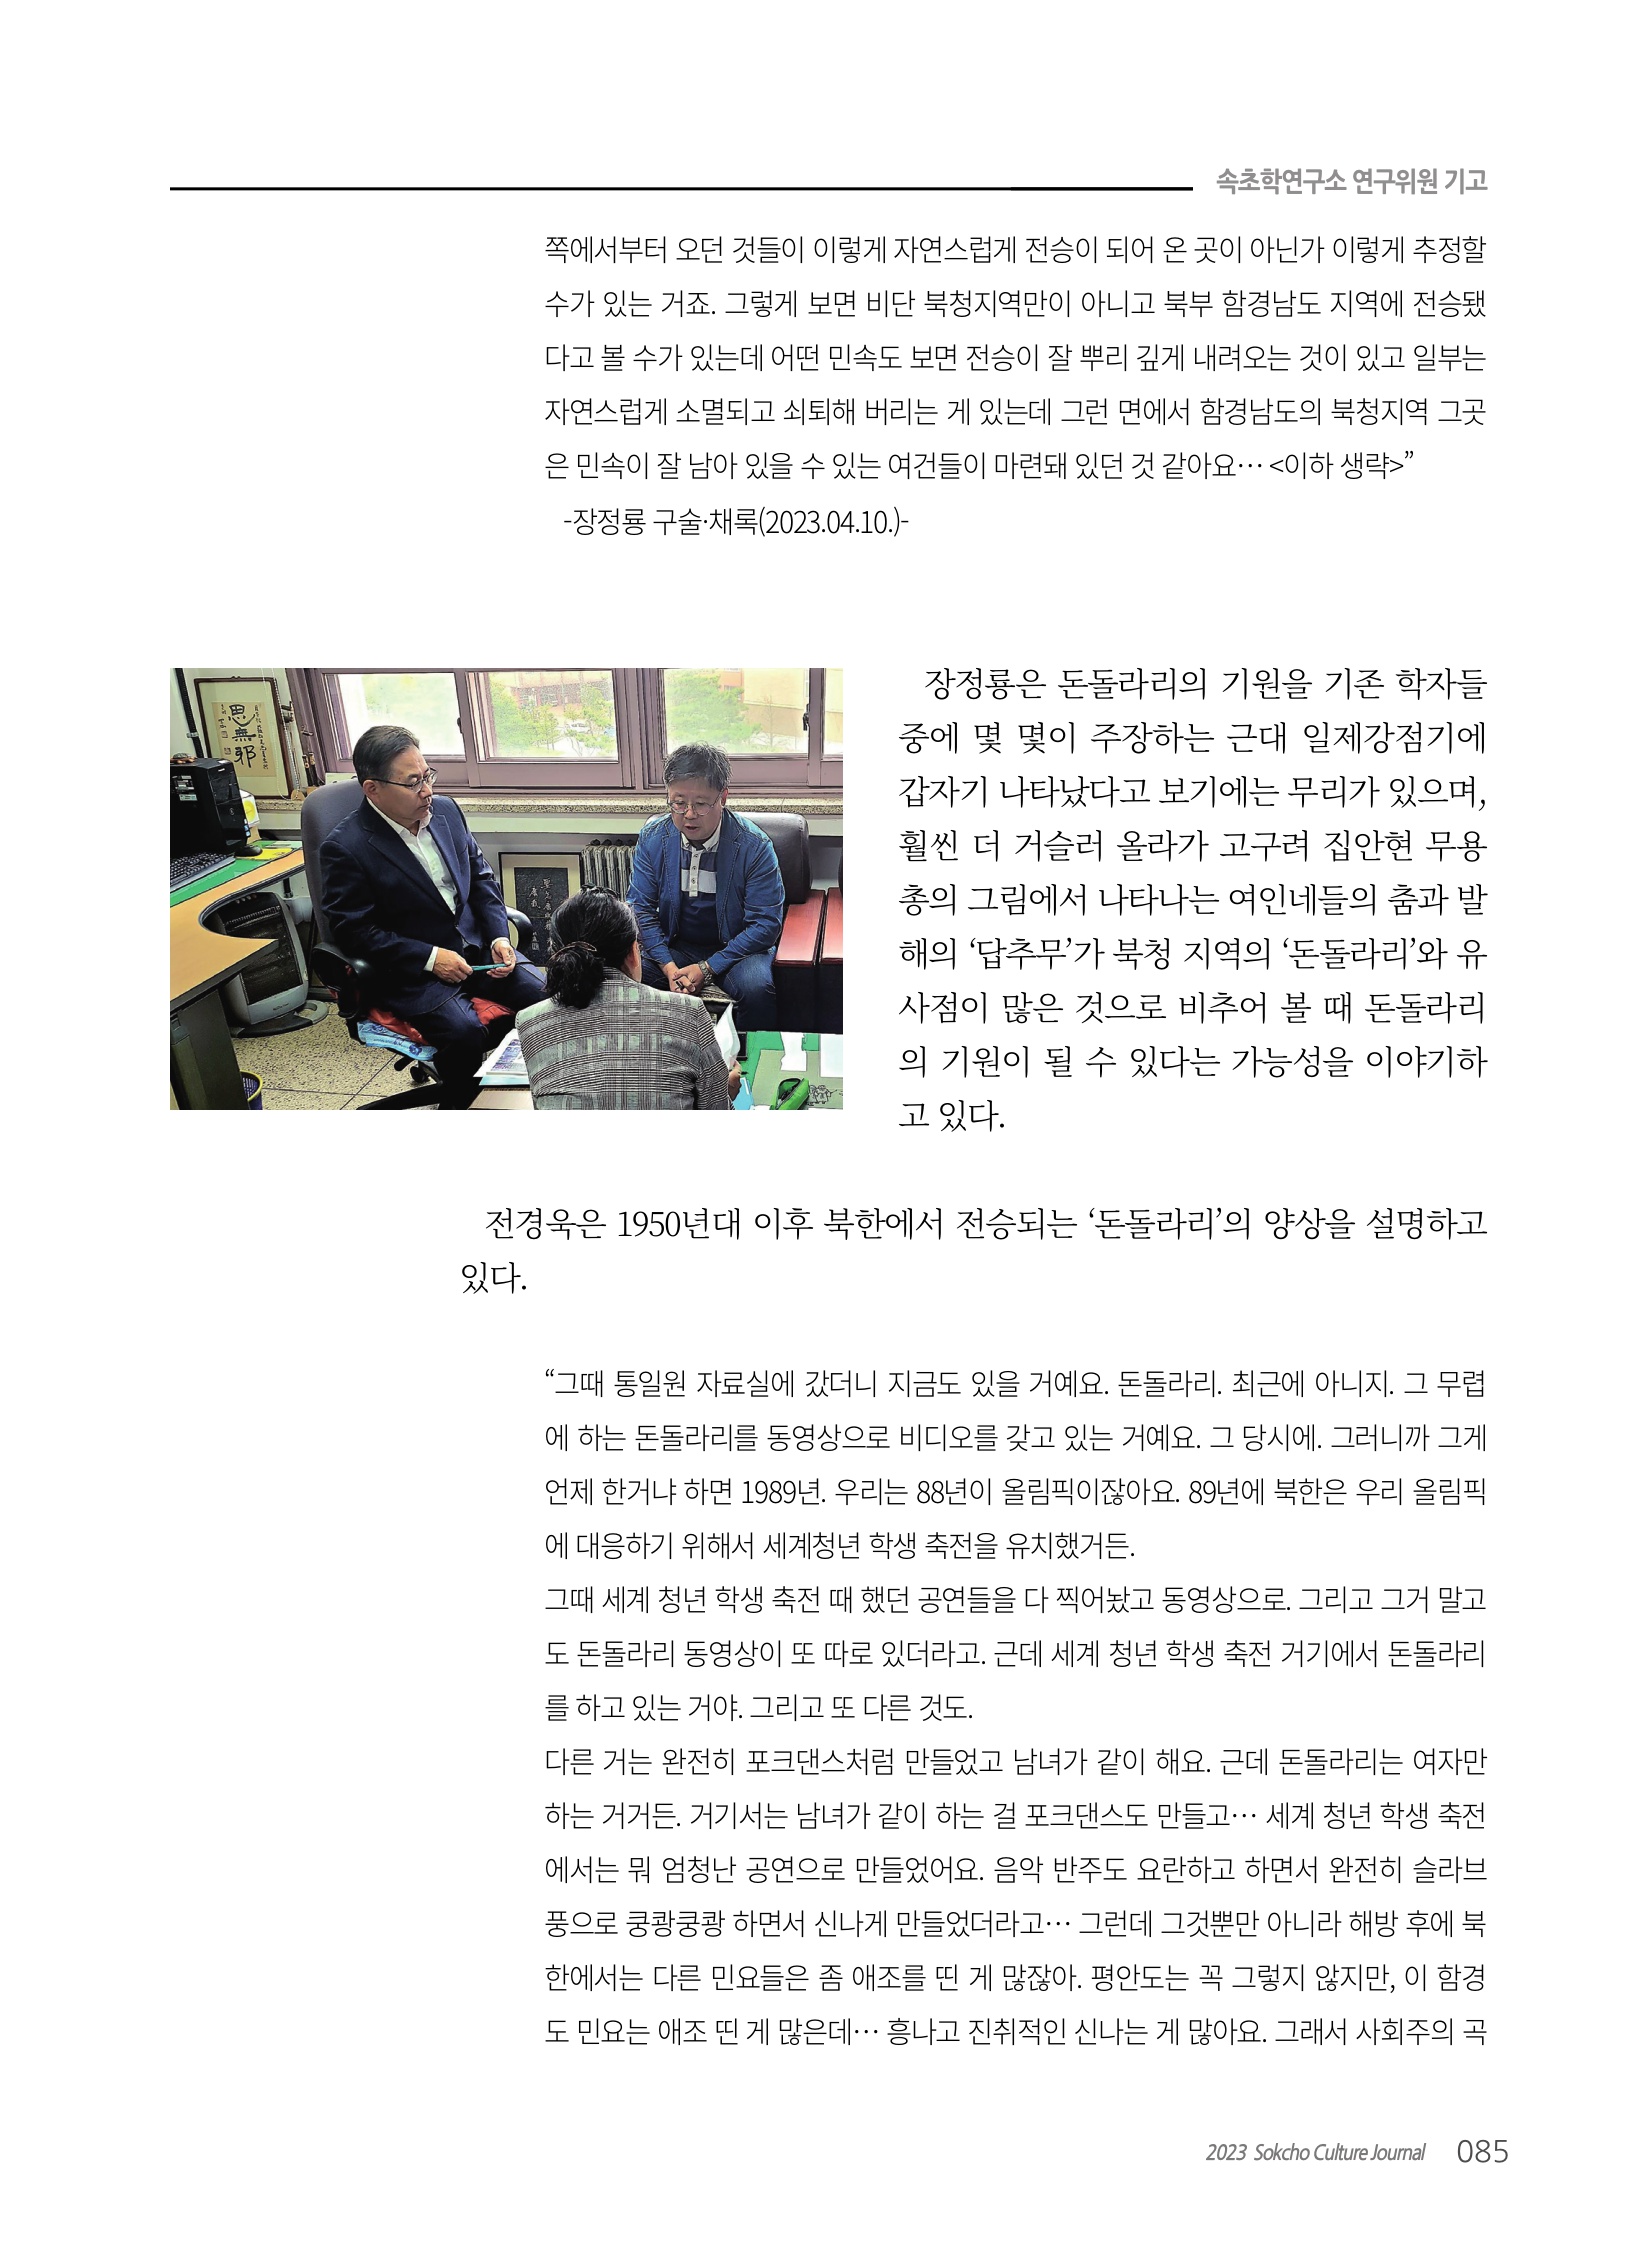 속초학연구소 연구위원 기고
쪽에서부터 오던 것들이 이렇게 자연스럽게 전승이 되어 온 곳이 아닌가 이렇게 추정할
수가 있는 거죠. 그렇게 보면 비단 북청지역만이 아니고 북부 함경남도 지역에 전승됐
다고 볼 수가 있는데 어떤 민속도 보면 전승이 잘 뿌리 깊게 내려오는 것이 있고 일부는
자연스럽게 소멸되고 쇠퇴해 버리는 게 있는데 그런 면에서 함경남도의 북청지역 그곳
은 민속이 잘 남아 있을 수 있는 여건들이 마련돼 있던 것 같아요… <이하 생략>”
-장정룡 구술·채록(2023.04.10.)-
思無邪
장정룡은 돈돌라리의 기원을 기존 학자들
중에 몇 몇이 주장하는 근대 일제강점기에
갑자기 나타났다고 보기에는 무리가 있으며,
훨씬 더 거슬러 올라가 고구려 집안현 무용
총의 그림에서 나타나는 여인네들의 춤과 발
해의 ‘답추무’가 북청 지역의 ‘돈돌라리’와 유
사점이 많은 것으로 비추어 볼 때 돈돌라리
의 기원이 될 수 있다는 가능성을 이야기하
고 있다.
전경욱은 1950년대 이후 북한에서 전승되는 ‘돈돌라리’의 양상을 설명하고
있다.
“그때 통일원 자료실에 갔더니 지금도 있을 거예요. 돈돌라리. 최근에 아니지. 그 무렵
에 하는 돈돌라리를 동영상으로 비디오를 갖고 있는 거예요. 그 당시에. 그러니까 그게
언제 한거냐 하면 1989년. 우리는 88년이 올림픽이잖아요. 89년에 북한은 우리 올림픽
에 대응하기 위해서 세계청년 학생 축전을 유치했거든.
그때 세계 청년 학생 축전 때 했던 공연들을 다 찍어놨고 동영상으로. 그리고 그거 말고
도 돈돌라리 동영상이 또 따로 있더라고. 근데 세계 청년 학생 축전 거기에서 돈돌라리
를 하고 있는 거야. 그리고 또 다른 것도.
다른 거는 완전히 포크댄스처럼 만들었고 남녀가 같이 해요. 근데 돈돌라리는 여자만
하는 거거든. 거기서는 남녀가 같이 하는 걸 포크댄스도 만들고… 세계 청년 학생 축전
에서는 뭐 엄청난 공연으로 만들었어요. 음악 반주도 요란하고 하면서 완전히 슬라브
풍으로 쿵쾅쿵쾅 하면서 신나게 만들었더라고… 그런데 그것뿐만 아니라 해방 후에 북
한에서는 다른 민요들은 좀 애조를 띤 게 많잖아. 평안도는 꼭 그렇지 않지만, 이 함경
도 민요는 애조 띤 게 많은데… 흥나고 진취적인 신나는 게 많아요. 그래서 사회주의 곡
2023 Sokcho Culture Journal 085